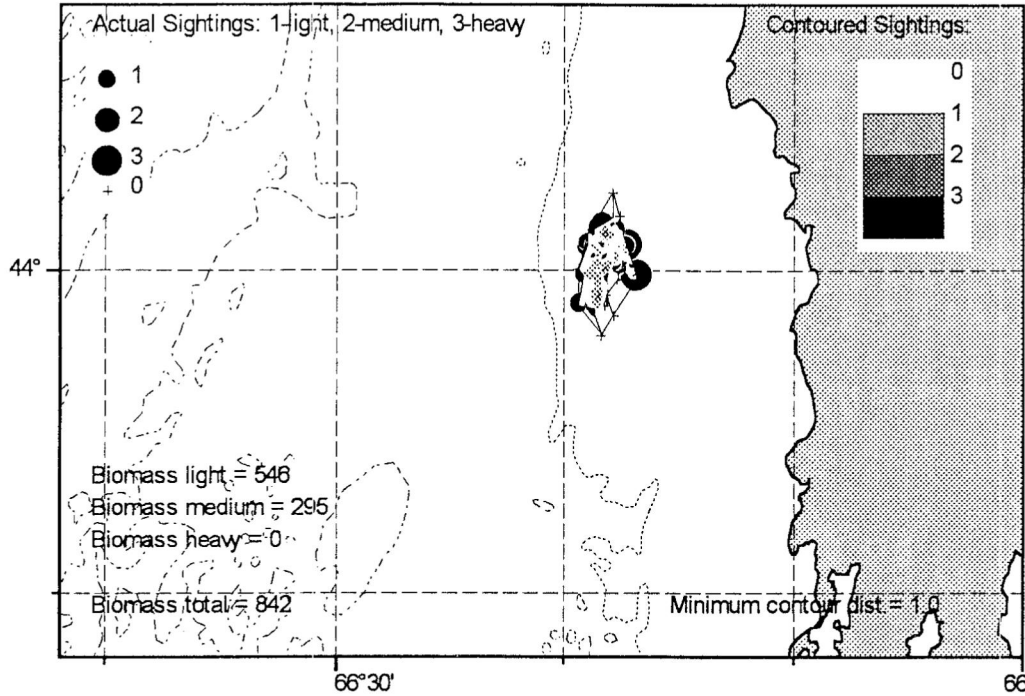 Actual Sightings: 1-light, 2-medium, 3-heavy
1
2
3
0
Contoured Sightings:
0
1
2
3
44°
Biomass light = 546
Biomass medium = 295
Biomass heavy = 0
Biomass total = 842
Minimum contour dist. = 1.0
66°30'
66